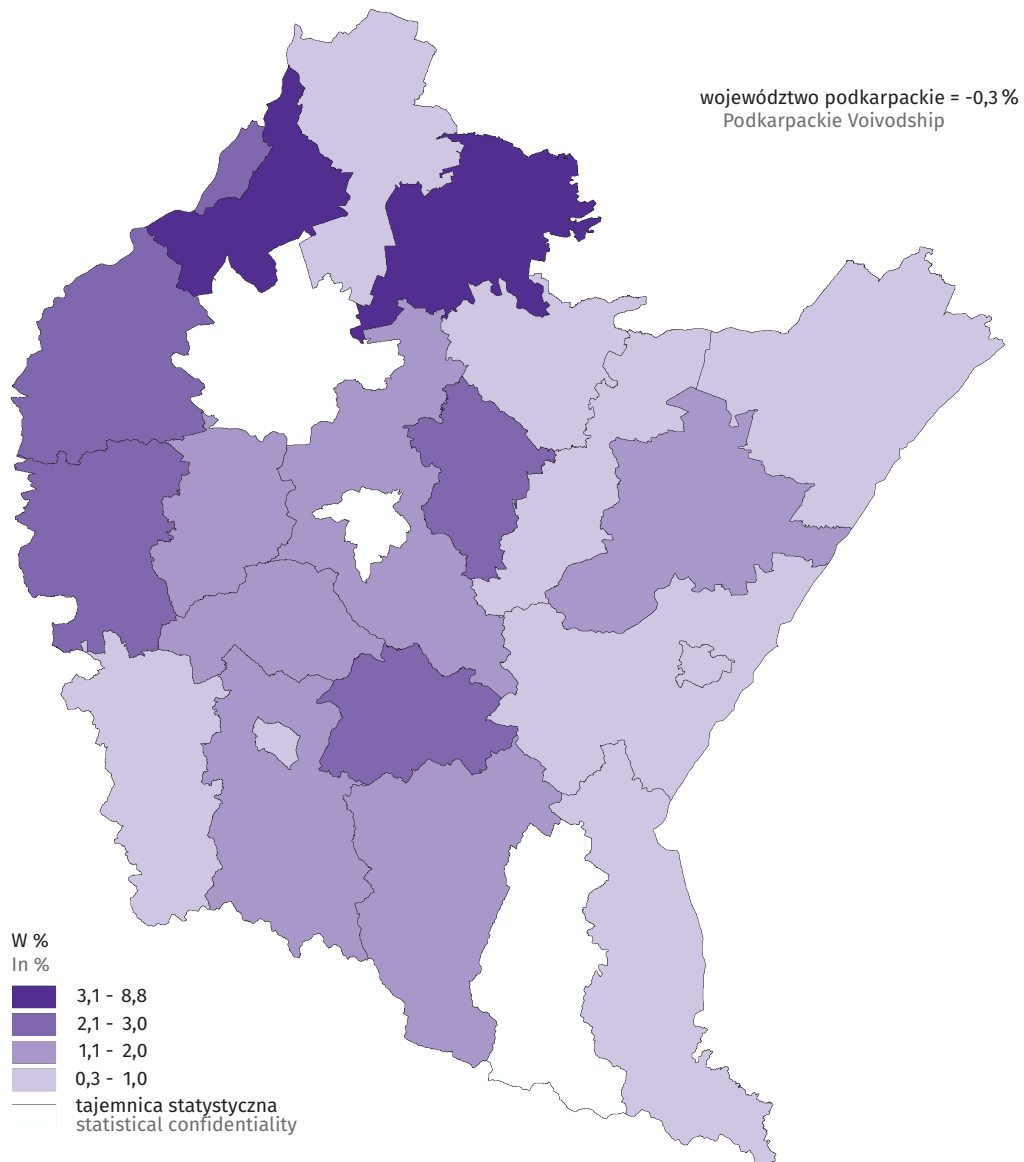 województwo podkarpackie = -0,3 %
Podkarpackie Voivodship
W %
In %
3,1 - 8,8
2,1 - 3,0
1,1 - 2,0
0,3 - 1,0
tajemnica statystyczna
statistical confidentiality